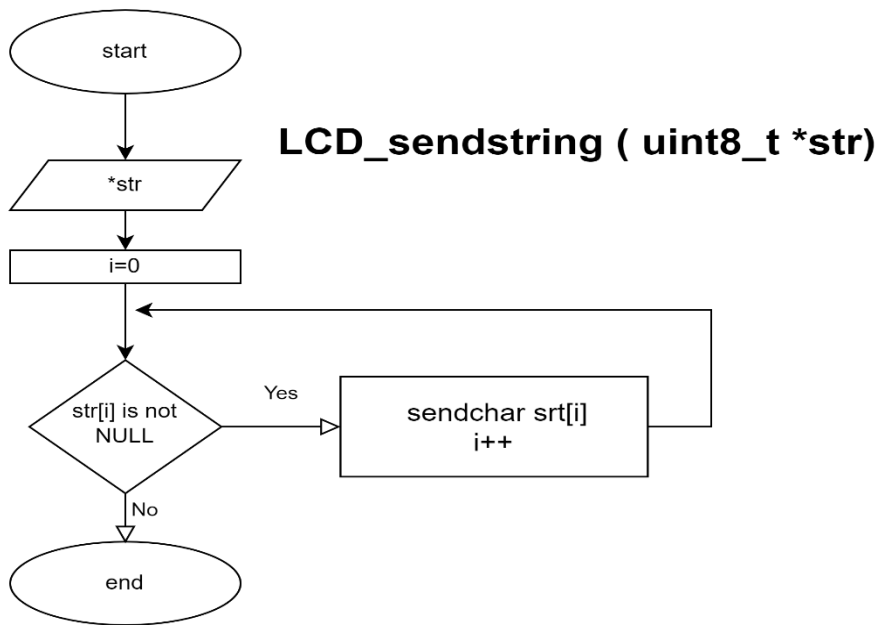 start
LCD_sendstring ( uint8_t *str)
*str
i=0
str[i] is not
NULL
Yes
sendchar srt[i]
i++
No
end